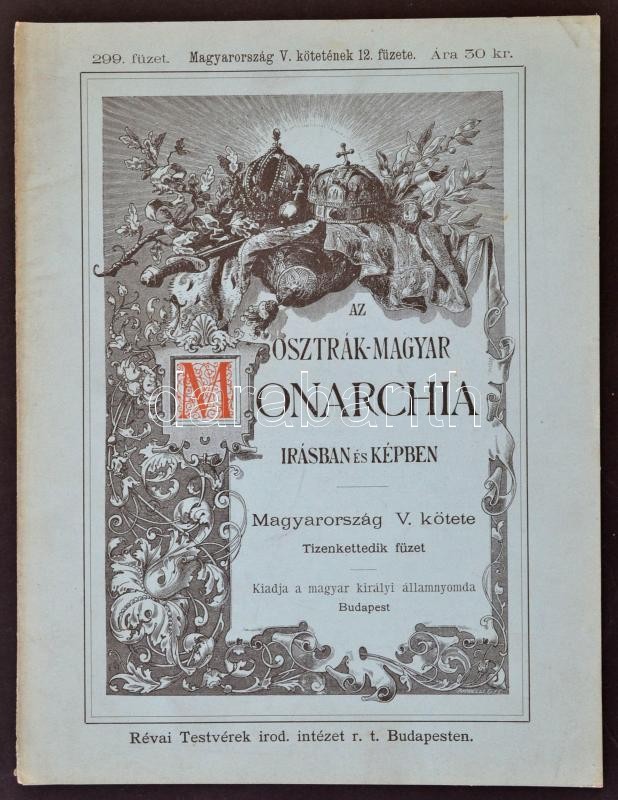 299. füzet. Magyarország V. kötetének 12. füzete. Ára 30 kr.
AZ
OSZTRÁK-MAGYAR
MONARCHIA
IRÁSBAN ÉS KÉPBEN
darabanth
Magyarország V. kötete
Tizenkettedik füzet
Kiadja a magyar királyi államnyomda
Budapest
Révai Testvérek irod. intézet r. t. Budapesten.